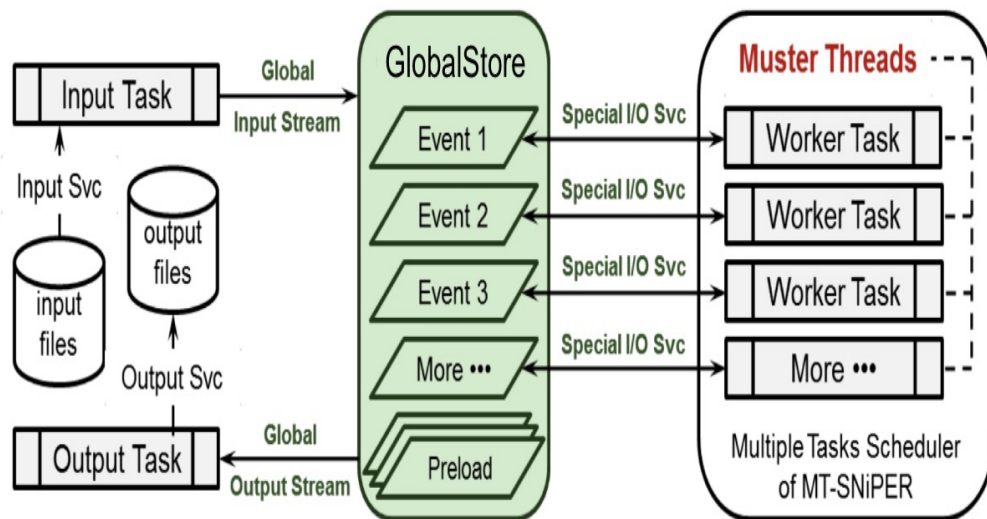 Input Task
Global
Input Stream
Input Svc
input
files
output
files
Output Svc
Output Task
Global
Output Stream
GlobalStore
Event 1
Event 2
Event 3
More •••
Preload
Special I/O Svc
Special I/O Svc
Special I/O Svc
Special I/O Svc
Muster Threads
Worker Task
Worker Task
Worker Task
More •••
Multiple Tasks Scheduler
of MT-SNiPER